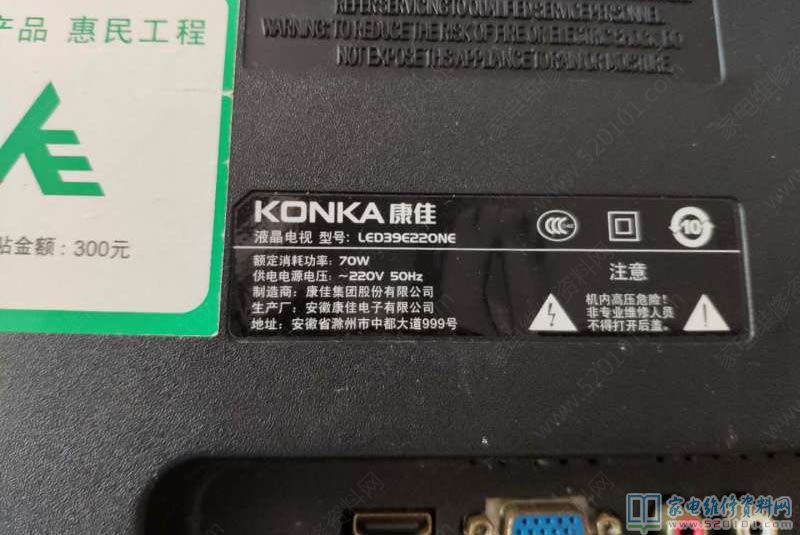 REFER SERVICING TO QUALIFIED SERVICE PERSONNEL
WARNING: TO REDUCE THE RISK OF FIRE OR ELECTRIC SHOCK, DO
NOT EXPOSE THIS APPLIANCE TO RAIN OR MOISTURE
产品 惠民工程
贴金额：300元
KONKA 康佳
液晶电视 型号：LED39E220NE
额定消耗功率：70W
供电电源电压：～220V 50Hz
制造商：康佳集团股份有限公司
生产厂：安徽康佳电子有限公司
地址：安徽省滁州市中都大道999号
10
注意
机内高压危险！
非专业维修人员
不得打开后盖。
家电维修资料网
www.520101.com